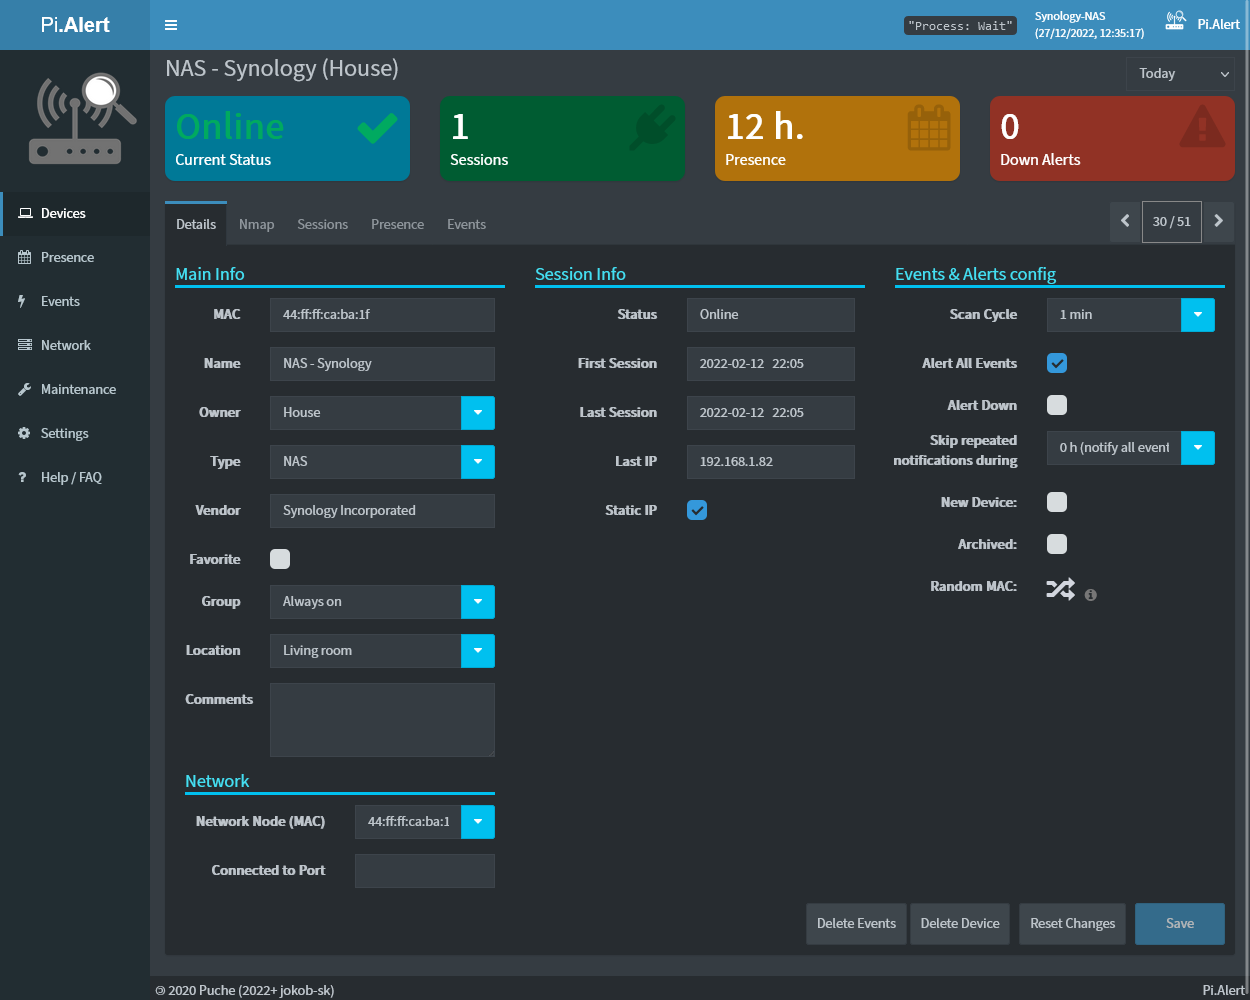 Pi.Alert
"Process: Wait"
Synology-NAS
(27/12/2022, 12:35:17)
Pi.Alert
NAS - Synology (House)
Today
Online
Current Status
1
Sessions
12 h.
Presence
0
Down Alerts
Devices
Presence
Events
Network
Maintenance
Settings
Help / FAQ
Details
Nmap
Sessions
Presence
Events
30 / 51
Main Info
MAC
44:ff:ff:ca:ba:1f
Name
NAS - Synology
Owner
House
Type
NAS
Vendor
Synology Incorporated
Favorite
Group
Always on
Location
Living room
Comments
Network
Network Node (MAC)
44:ff:ff:ca:ba:1
Connected to Port
Session Info
Status
Online
First Session
2022-02-12 22:05
Last Session
2022-02-12 22:05
Last IP
192.168.1.82
Static IP
Events & Alerts config
Scan Cycle
1 min
Alert All Events
Alert Down
Skip repeated
notifications during
0 h (notify all event
New Device:
Archived:
Random MAC:
Delete Events
Delete Device
Reset Changes
Save
© 2020 Puche (2022+ jokob-sk)
Pi.Alert